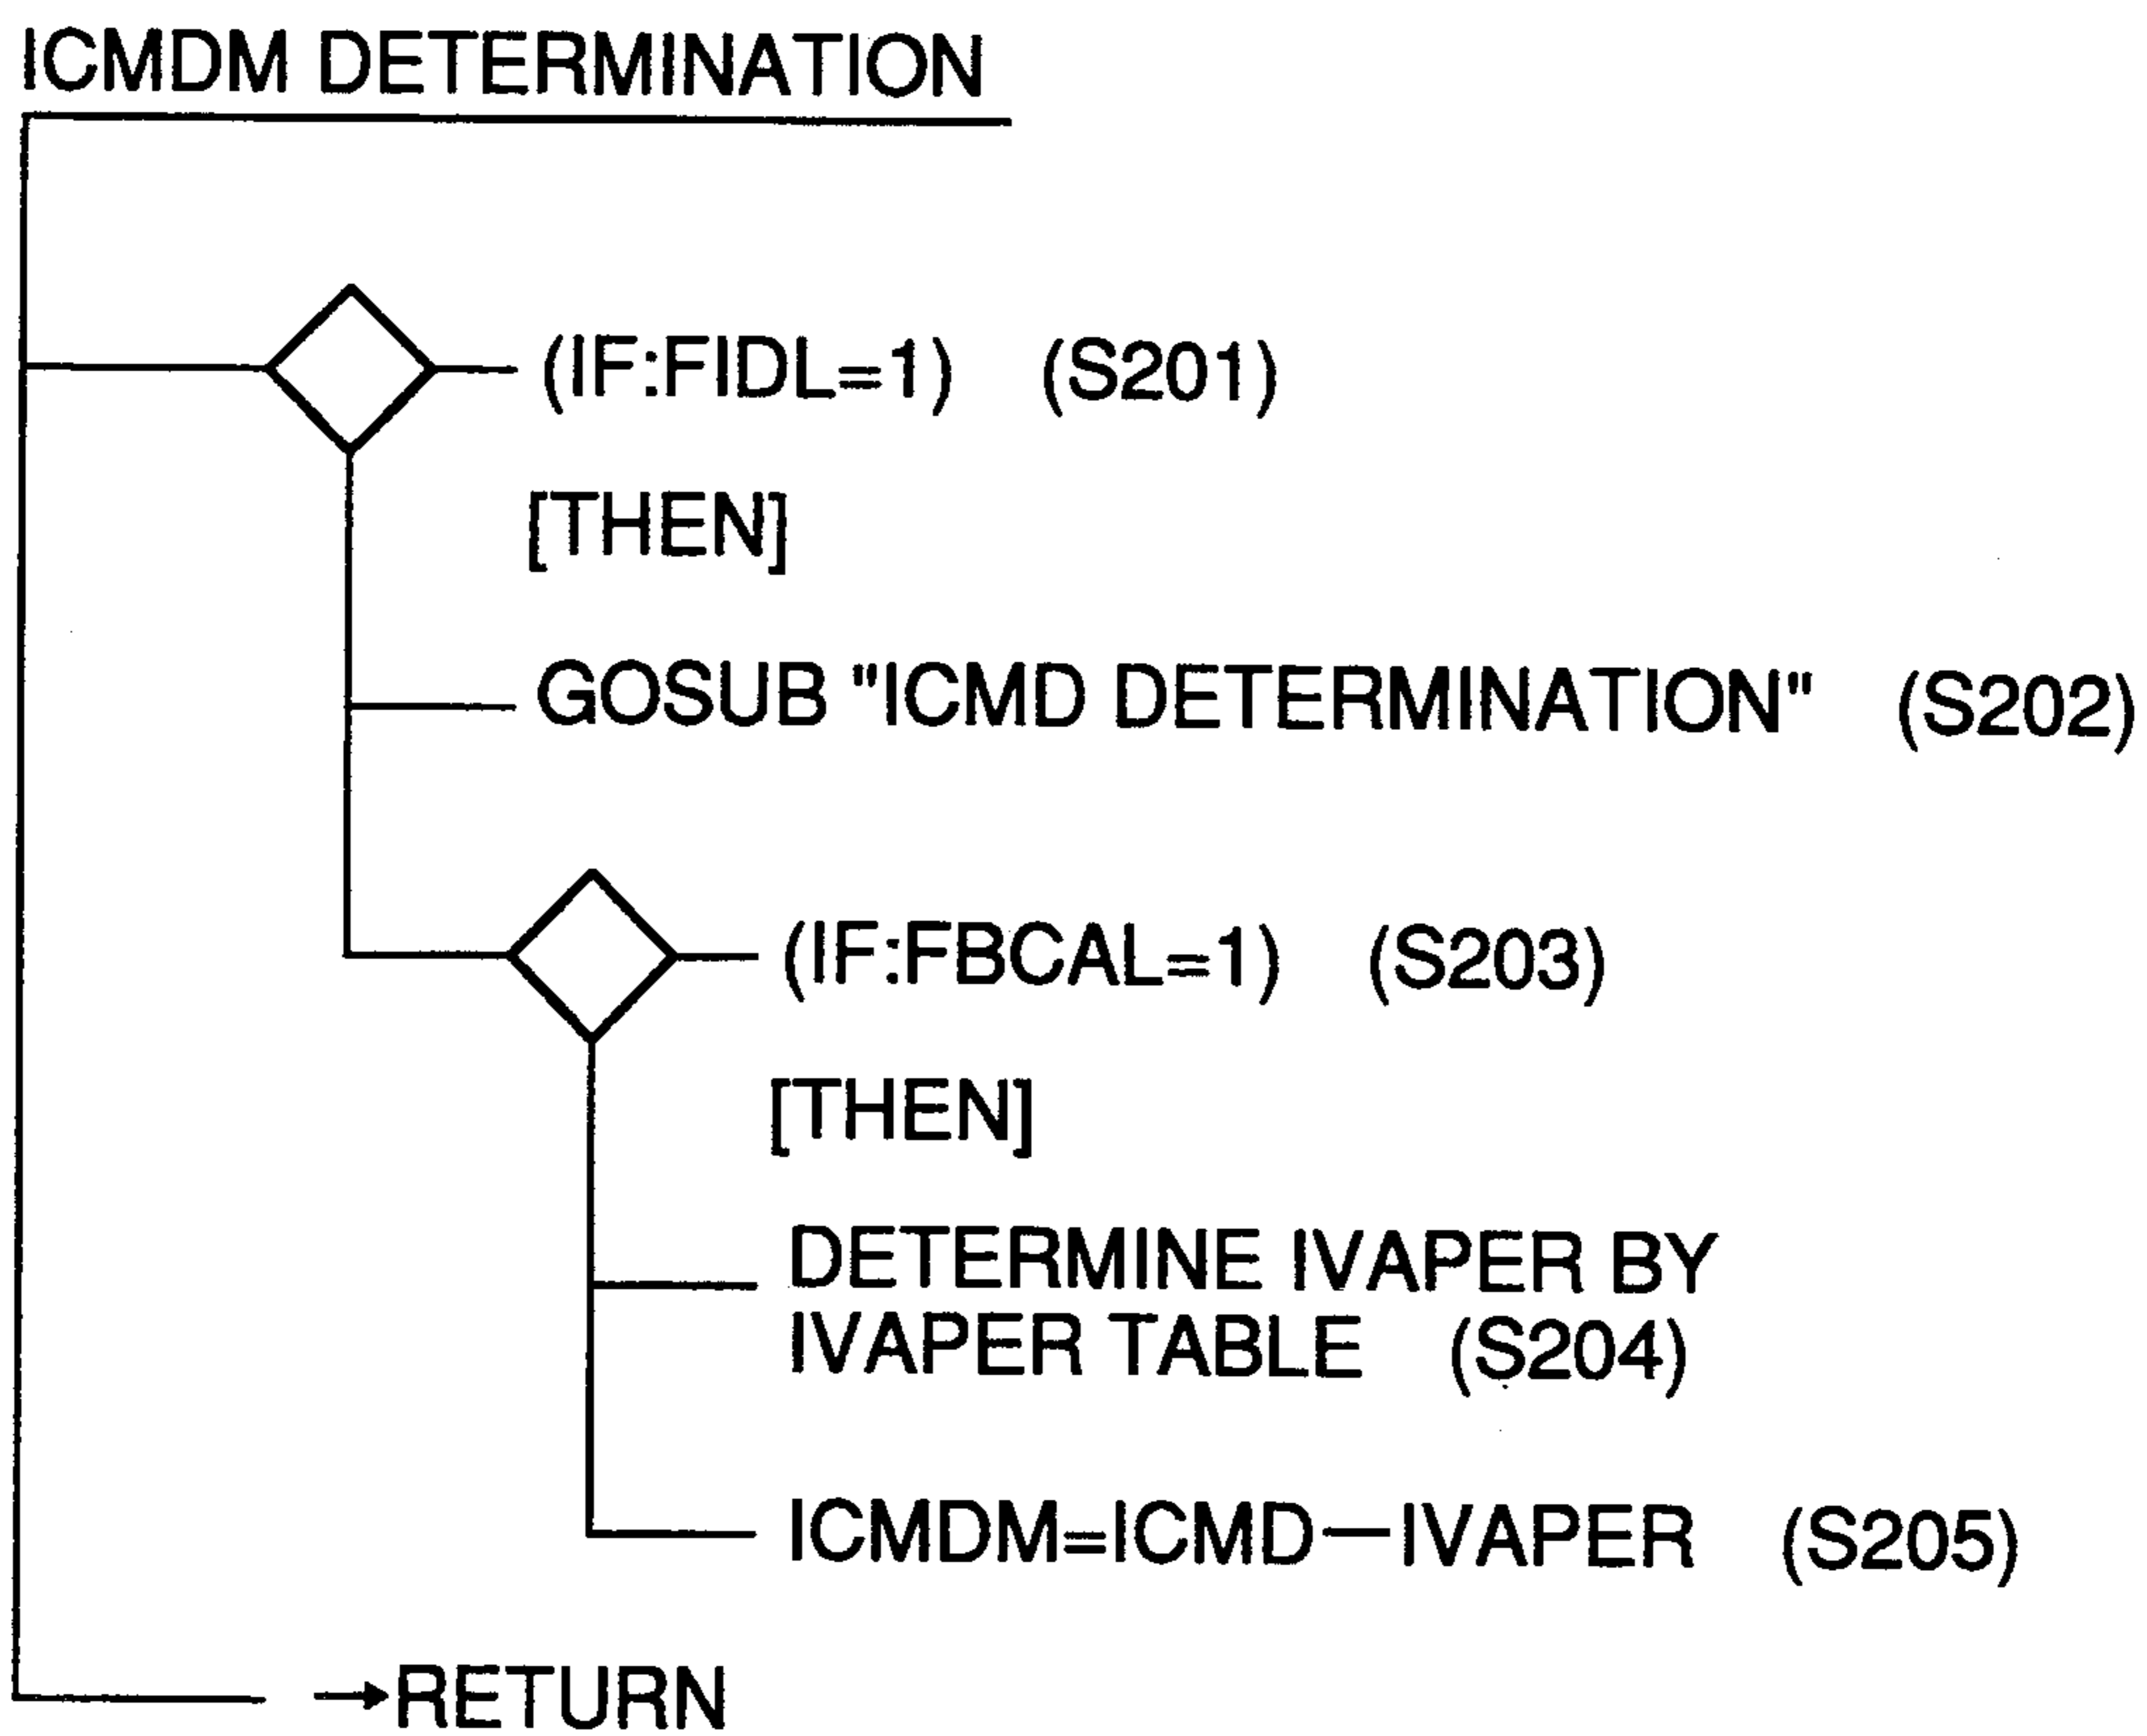 ICMDM DETERMINATION
(IF:FIDL=1) (S201)
[THEN]
GOSUB "ICMD DETERMINATION" (S202)
(IF:FBCAL=1) (S203)
[THEN]
DETERMINE IVAPER BY
IVAPER TABLE (S204)
ICMDM=ICMD—IVAPER (S205)
→RETURN